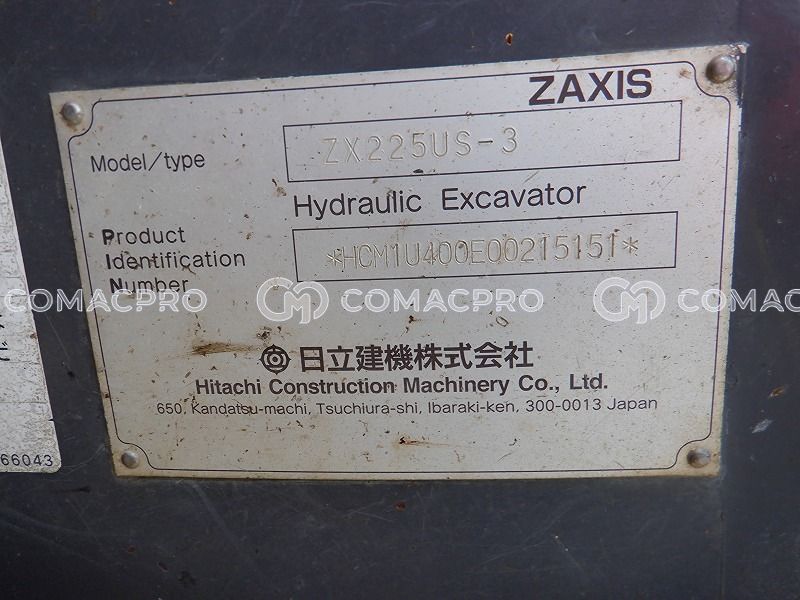 ZAXIS
Model/type ZX225US-3
Hydraulic Excavator
Product
Identification
Number
*HCM1U400E00215151*
COMACPRO COMACPRO COMACPRO
日立建機株式会社
Hitachi Construction Machinery Co., Ltd.
650, Kandatsu-machi, Tsuchiura-shi, Ibaraki-ken, 300-0013 Japan
66043